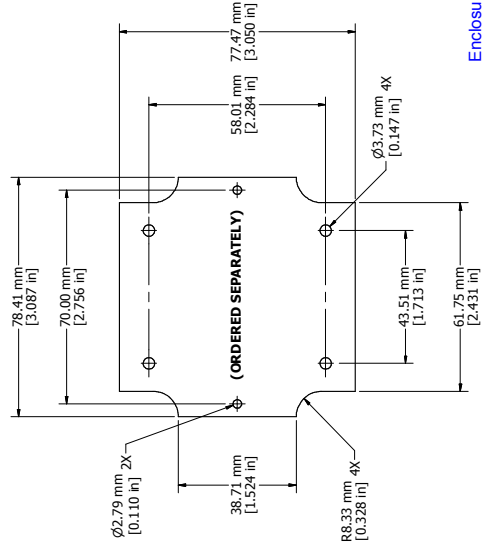 78.41 mm
[3.087 in]
70.00 mm
[2.756 in]
77.47 mm
[3.050 in]
58.01 mm
[2.284 in]
Ø2.79 mm 2X
[0.110 in]
(ORDERED SEPARATELY)
38.71 mm
[1.524 in]
Ø3.73 mm 4X
[0.147 in]
43.51 mm
[1.713 in]
61.75 mm
[2.431 in]
R8.33 mm 4X
[0.328 in]
Enclosu